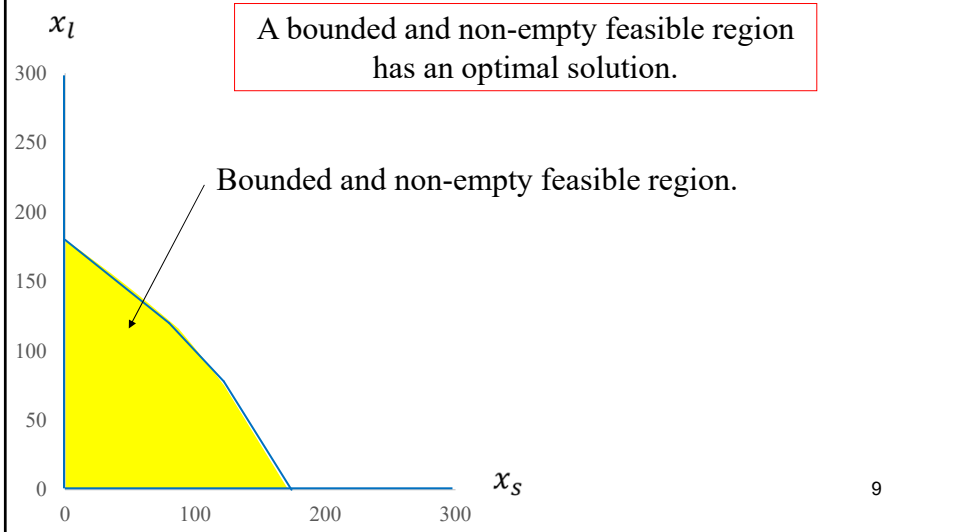 x_l
A bounded and non-empty feasible region
has an optimal solution.
300
250
Bounded and non-empty feasible region.
200
150
100
50
0
x_s
9
0 100 200 300